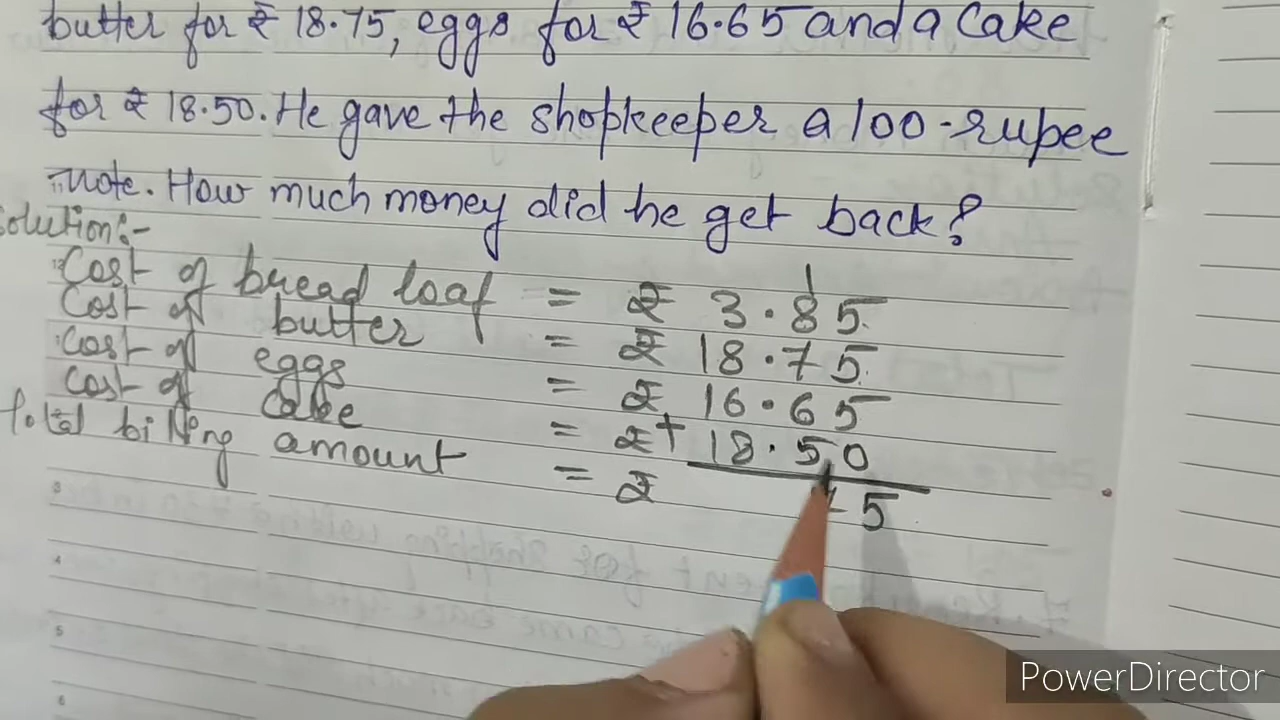 butter for ₹ 18.75, eggs for ₹ 16.65 and a Cake
for ₹ 18.50. He gave the shopkeeper a 100-rupee
note. How much money did he get back?
Solution:-
Cost of bread loaf = ₹ 3.85
1
Cost of butter = ₹ 18.75
Cost of eggs = ₹ 16.65
Cost of cake = ₹ + 18.50
Total billing amount = ₹ 5
PowerDirector